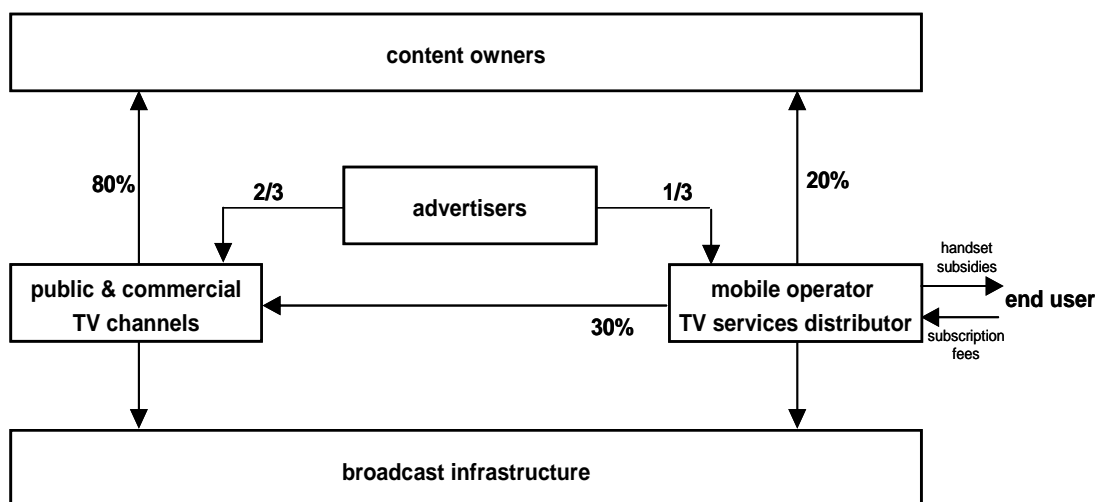 content owners
80%
2/3
advertisers
1/3
20%
public & commercial
TV channels
30%
mobile operator
TV services distributor
handset
subsidies
end user
subscription
fees
broadcast infrastructure